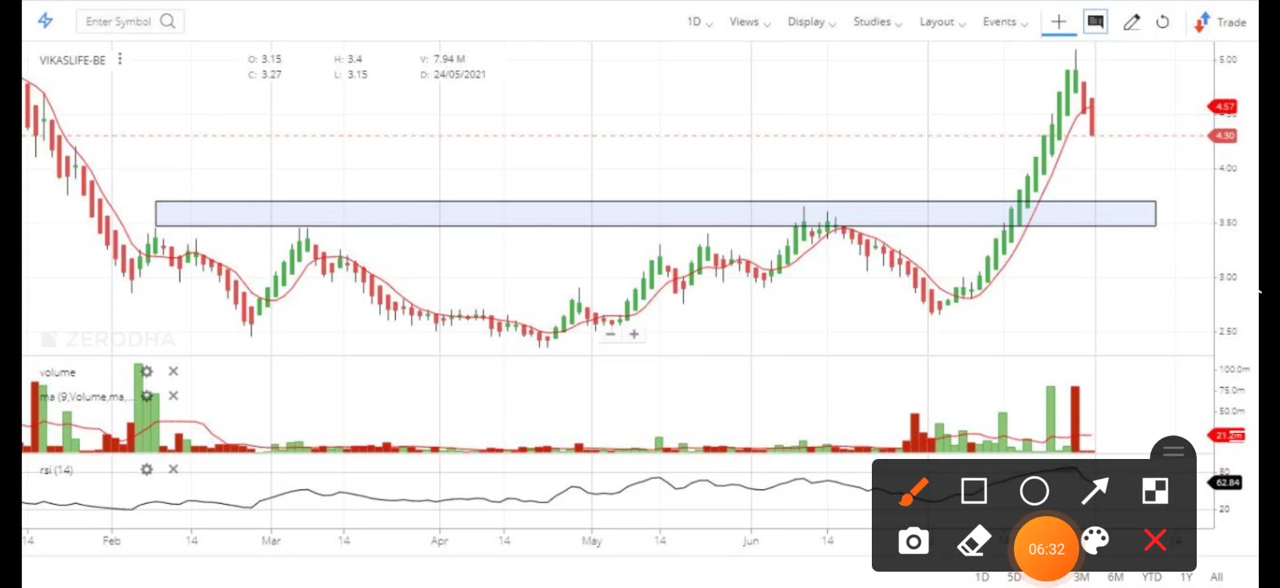 Enter Symbol 1D Views Display Studies Layout Events Trade
VIKASLIFE-BE O: 3.15 H: 3.4 V: 7.94 M
C: 3.27 L: 3.15 D: 24/05/2021
5.00
4.57
4.30
4.00
3.50
3.00
2.50
ZERODHA
volume
100.0m
75.0m
ma (9,Volume,ma,...
50.0m
21.2m
rsi (14)
80
62.84
20
14 Feb 14 Mar 14 Apr 14 May 14 Jun 14
06:32
1D 5D 3M 6M YTD 1Y All